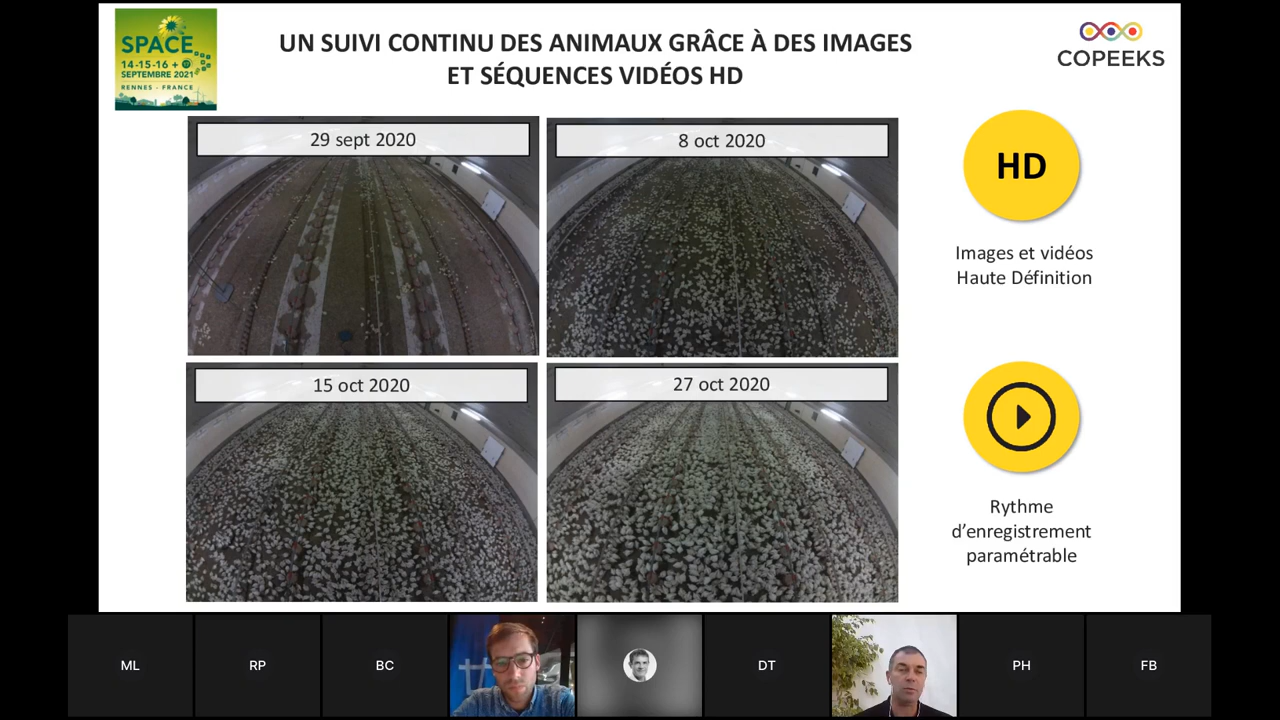 SPACE
14-15-16 + 17
SEPTEMBRE 2021
RENNES - FRANCE
UN SUIVI CONTINU DES ANIMAUX GRÂCE À DES IMAGES
ET SÉQUENCES VIDÉOS HD
COPEEKS
29 sept 2020
8 oct 2020
15 oct 2020
27 oct 2020
HD
Images et vidéos
Haute Définition
Rythme
d’enregistrement
paramétrable
ML
RP
BC
DT
PH
FB